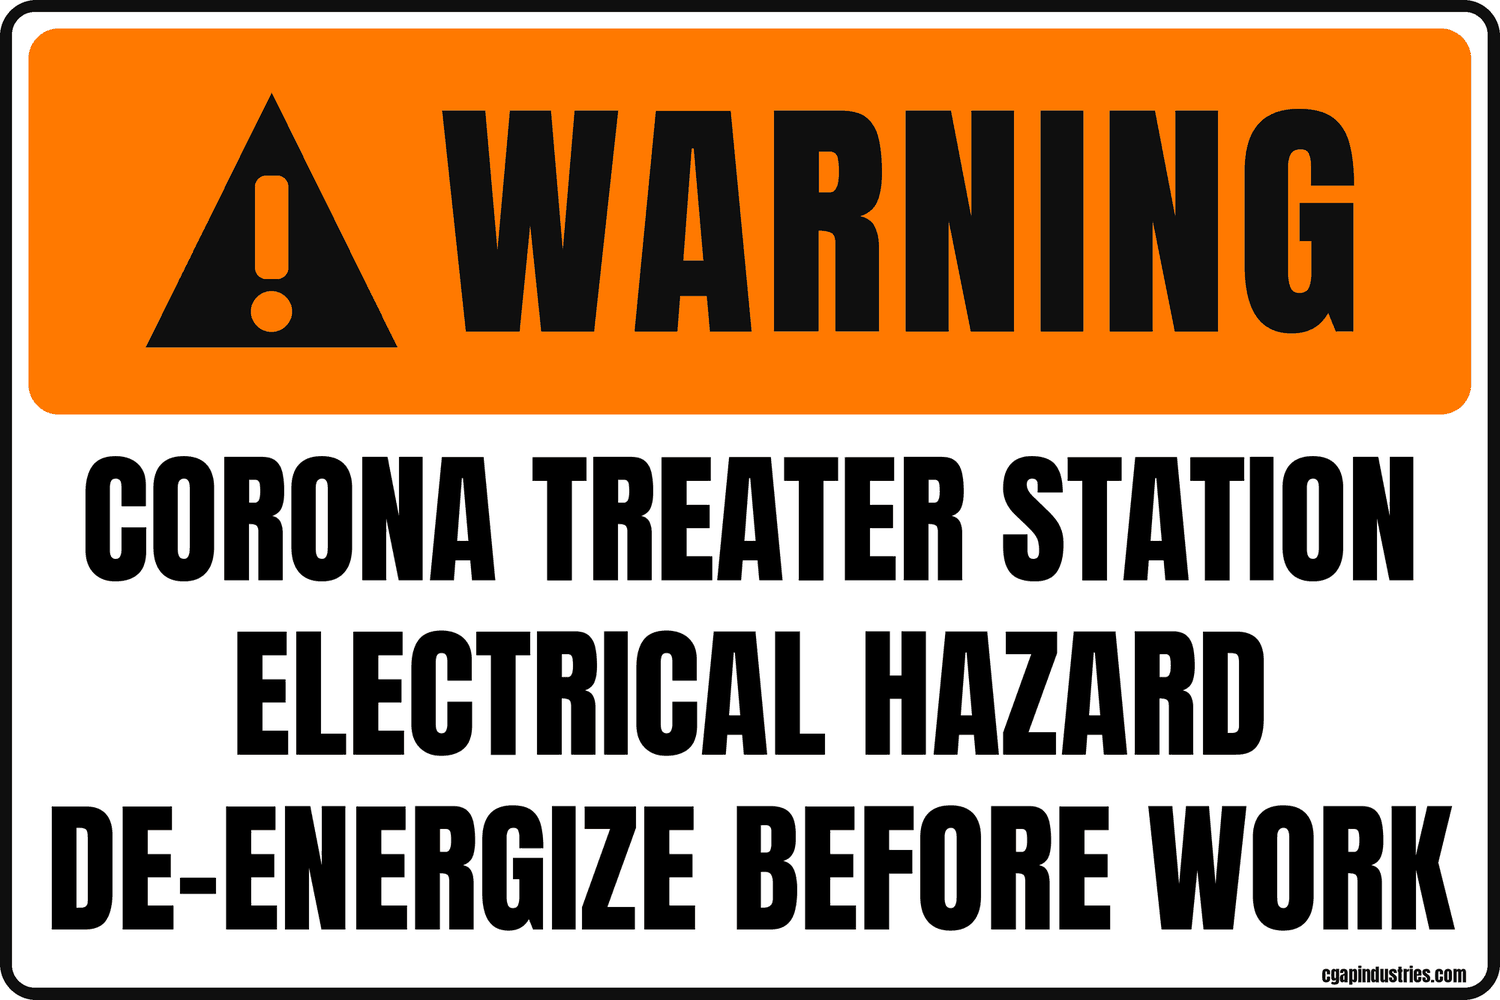 WARNING
CORONA TREATER STATION
ELECTRICAL HAZARD
DE-ENERGIZE BEFORE WORK
cgapindustries.com